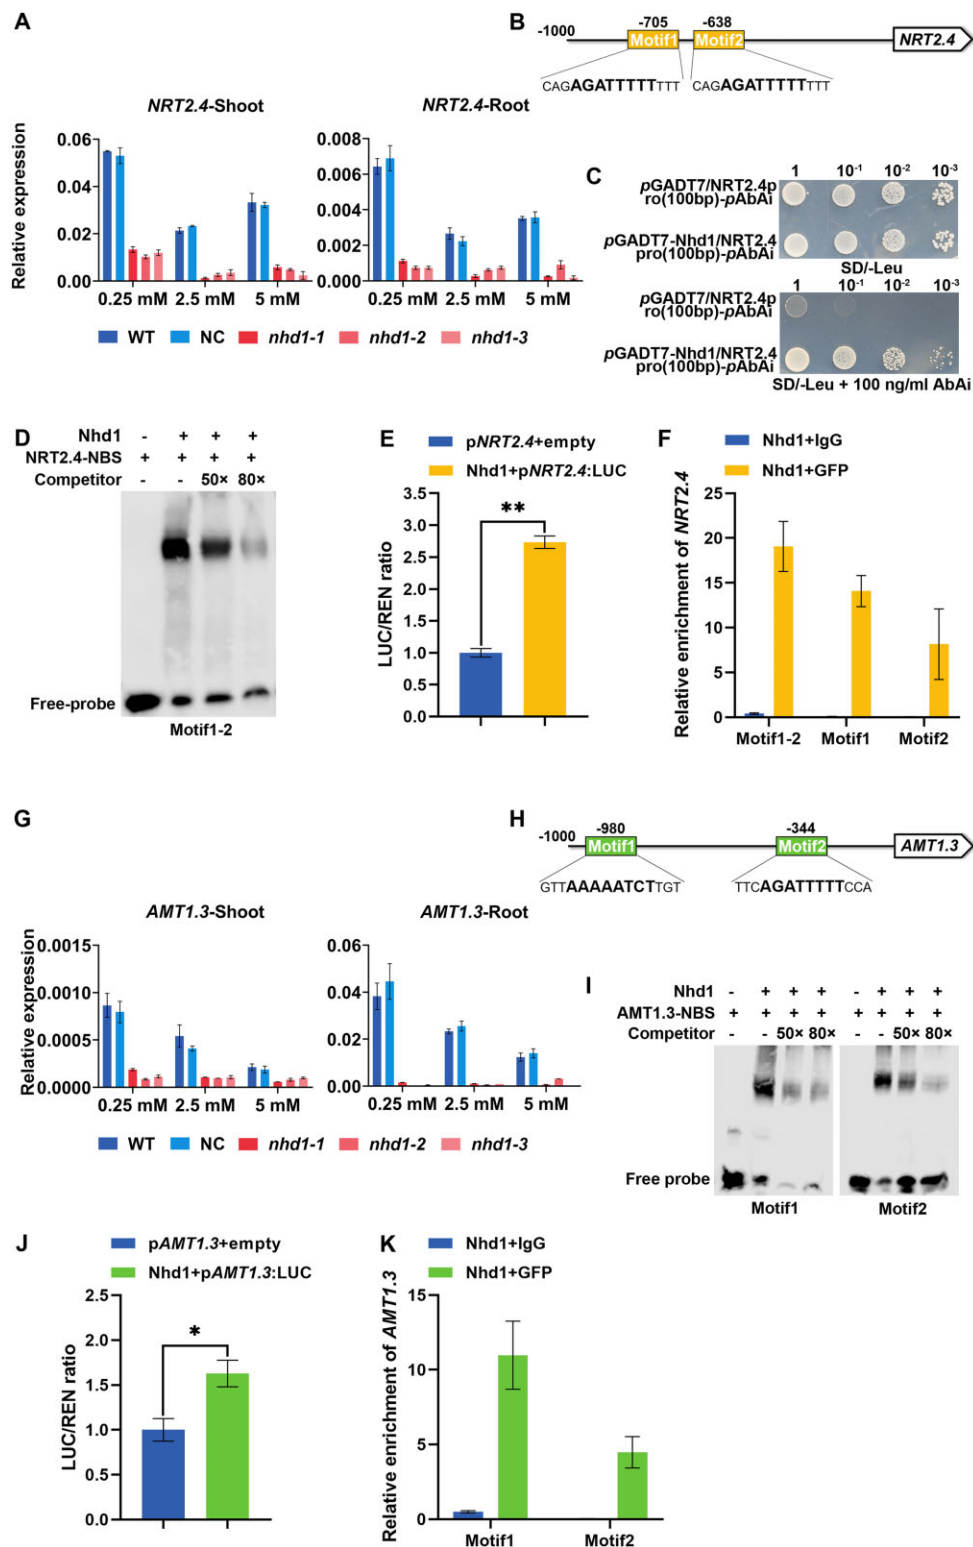 A
NRT2.4-Shoot
NRT2.4-Root
Relative expression
0.06
0.04
0.02
0.00
0.008
0.006
0.004
0.002
0.000
0.25 mM 2.5 mM 5 mM
0.25 mM 2.5 mM 5 mM
WT NC nhd1-1 nhd1-2 nhd1-3
B
-1000
-705
-638
Motif1
Motif2
NRT2.4
CAGAGATTTTTTTT
CAGAGATTTTTTTT
C
1 10-1 10-2 10-3
pGADT7/NRT2.4p
ro(100bp)-pAbAi
pGADT7-Nhd1/NRT2.4
pro(100bp)-pAbAi
SD/-Leu
1 10-1 10-2 10-3
pGADT7/NRT2.4p
ro(100bp)-pAbAi
pGADT7-Nhd1/NRT2.4
pro(100bp)-pAbAi
SD/-Leu + 100 ng/ml AbAi
D
Nhd1 - + + +
NRT2.4-NBS + + + +
Competitor - - 50× 80×
Free-probe
Motif1-2
E
pNRT2.4+empty
Nhd1+pNRT2.4:LUC
LUC/REN ratio
3.5
3.0
2.5
2.0
1.5
1.0
0.5
0.0
**
F
Nhd1+IgG
Nhd1+GFP
Relative enrichment of NRT2.4
25
20
15
10
5
0
Motif1-2 Motif1 Motif2
G
AMT1.3-Shoot
AMT1.3-Root
Relative expression
0.0015
0.0010
0.0005
0.0000
0.06
0.04
0.02
0.00
0.25 mM 2.5 mM 5 mM
0.25 mM 2.5 mM 5 mM
WT NC nhd1-1 nhd1-2 nhd1-3
H
-1000
-980
-344
Motif1
Motif2
AMT1.3
GTTAAAAATCTTGT
TTCAGATTTTTCCA
I
Nhd1 - + + + - + + +
AMT1.3-NBS + + + + + + + +
Competitor - - 50× 80× - - 50× 80×
Free probe
Motif1
Motif2
J
pAMT1.3+empty
Nhd1+pAMT1.3:LUC
LUC/REN ratio
2.5
2.0
1.5
1.0
0.5
0.0
*
K
Nhd1+IgG
Nhd1+GFP
Relative enrichment of AMT1.3
15
10
5
0
Motif1 Motif2